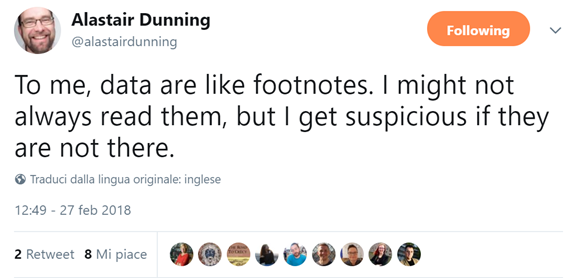 Alastair Dunning
@alastairdunning
Following
To me, data are like footnotes. I might not
always read them, but I get suspicious if they
are not there.
Traduci dalla lingua originale: inglese
12:49 - 27 feb 2018
2 Retweet 8 Mi piace